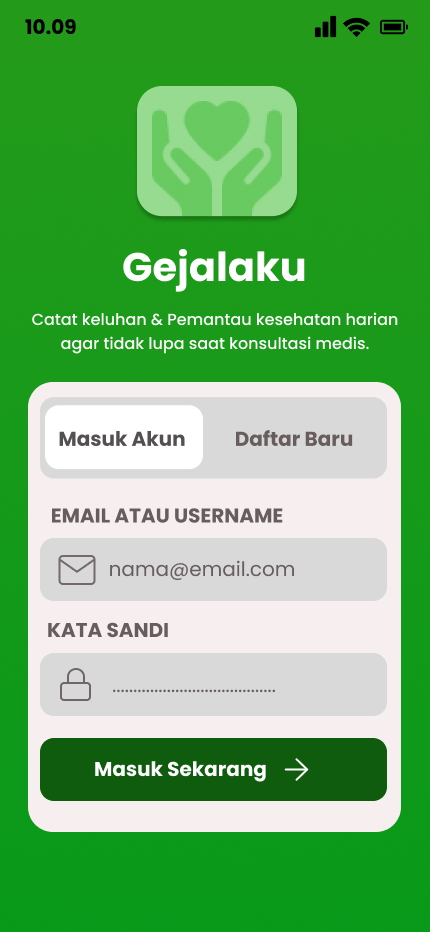 10.09
Gejalaku
Catat keluhan & Pemantau kesehatan harian
agar tidak lupa saat konsultasi medis.
Masuk Akun
Daftar Baru
EMAIL ATAU USERNAME
nama@email.com
KATA SANDI
.......................................
Masuk Sekarang